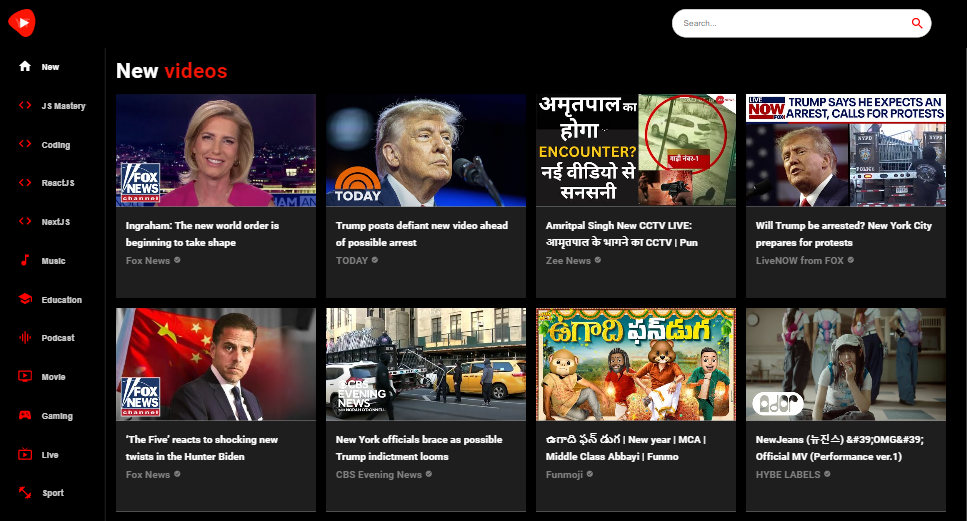 Search...
New
JS Mastery
Coding
ReactJS
NextJS
Music
Education
Podcast
Movie
Gaming
Live
Sport
New videos
FOX
NEWS
channel
Ingraham: The new world order is
beginning to take shape
Fox News
TODAY
Trump posts defiant new video ahead
of possible arrest
TODAY
अमृतपाल का
होगा
ENCOUNTER?
नई वीडियो से
सनसनी
गाड़ी नंबर-1
Amritpal Singh New CCTV LIVE:
आमृतपाल के भागने का CCTV | Pun
Zee News
LIVE
NOW
FOX
TRUMP SAYS HE EXPECTS AN
ARREST, CALLS FOR PROTESTS
NYPD
NYPD
Will Trump be arrested? New York City
prepares for protests
LiveNOW from FOX
FOX
NEWS
channel
'The Five' reacts to shocking new
twists in the Hunter Biden
Fox News
CBS
EVENING
NEWS
New York officials brace as possible
Trump indictment looms
CBS Evening News
ఉగాది ఫన్‌డుగ
ఉగాది ఫన్ డుగ | New year | MCA |
Middle Class Abbayi | Funmo
Funmoji
ador
NewJeans (뉴진스) &#39;OMG&#39;
Official MV (Performance ver.1)
HYBE LABELS